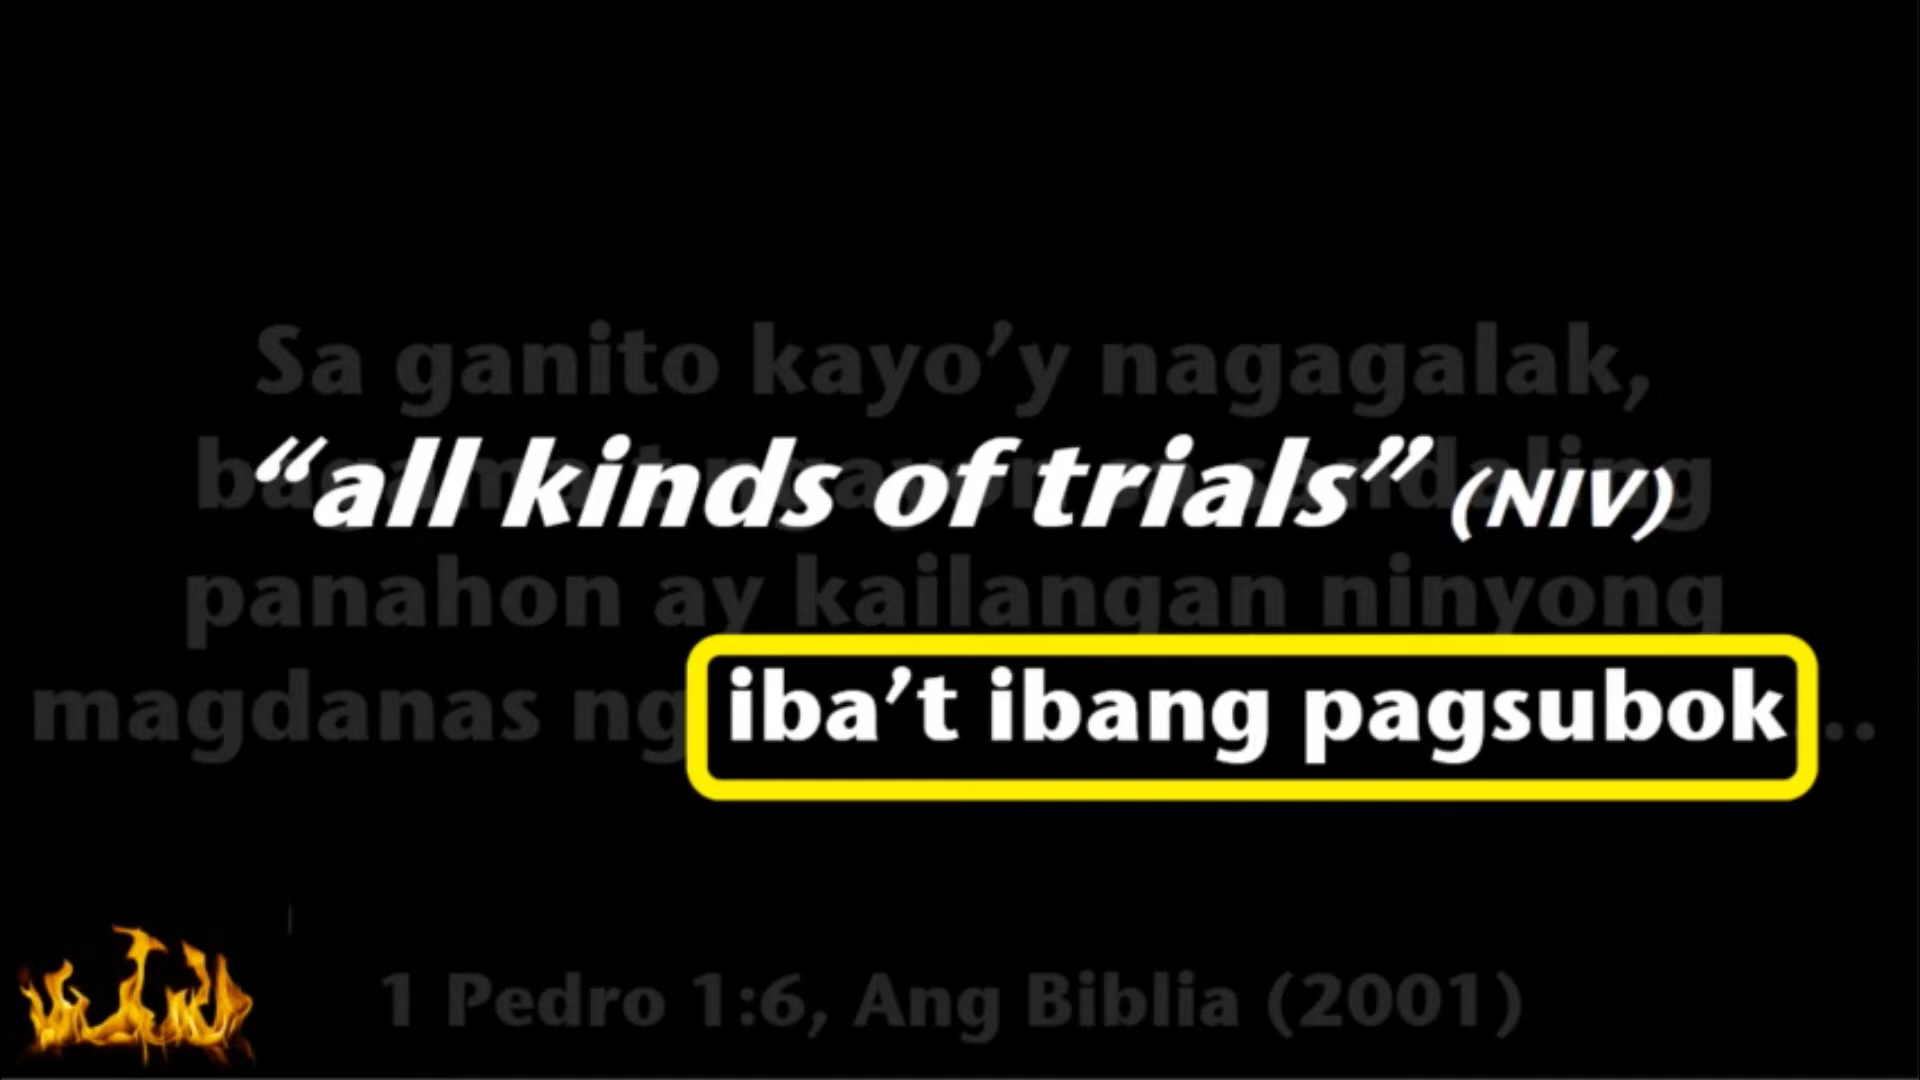 Sa ganito kayo’y nagagalak,
“all kinds of trials” (NIV)
panahon ay kailangan ninyong
magdanas ng iba’t ibang pagsubok...
1 Pedro 1:6, Ang Biblia (2001)